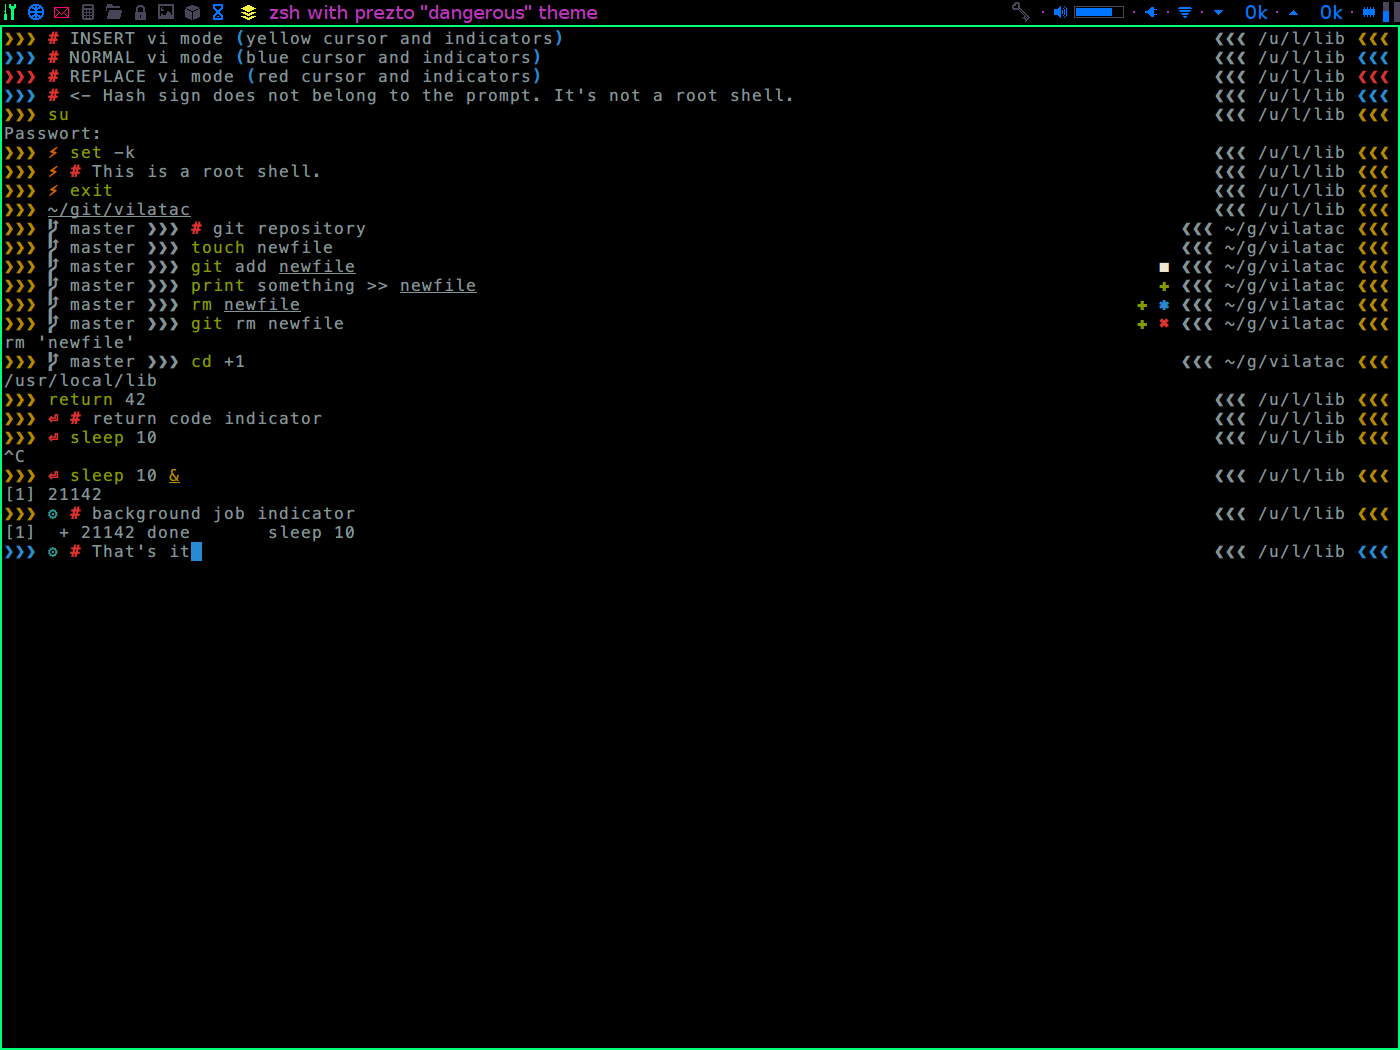 zsh with prezto "dangerous" theme 0k 0k
❯❯❯ # INSERT vi mode (yellow cursor and indicators) ❮❮❮ /u/l/lib ❮❮❮
❯❯❯ # NORMAL vi mode (blue cursor and indicators) ❮❮❮ /u/l/lib ❮❮❮
❯❯❯ # REPLACE vi mode (red cursor and indicators) ❮❮❮ /u/l/lib ❮❮❮
❯❯❯ # <- Hash sign does not belong to the prompt. It's not a root shell. ❮❮❮ /u/l/lib ❮❮❮
❯❯❯ su ❮❮❮ /u/l/lib ❮❮❮
Passwort:
❯❯❯ ⚡ set -k ❮❮❮ /u/l/lib ❮❮❮
❯❯❯ ⚡ # This is a root shell. ❮❮❮ /u/l/lib ❮❮❮
❯❯❯ ⚡ exit ❮❮❮ /u/l/lib ❮❮❮
❯❯❯ ~/git/vilatac ❮❮❮ /u/l/lib ❮❮❮
❯❯❯ master ❯❯❯ # git repository ❮❮❮ ~/g/vilatac ❮❮❮
❯❯❯ master ❯❯❯ touch newfile ❮❮❮ ~/g/vilatac ❮❮❮
❯❯❯ master ❯❯❯ git add newfile ◼ ❮❮❮ ~/g/vilatac ❮❮❮
❯❯❯ master ❯❯❯ print something >> newfile ✚ ❮❮❮ ~/g/vilatac ❮❮❮
❯❯❯ master ❯❯❯ rm newfile ✚ ✱ ❮❮❮ ~/g/vilatac ❮❮❮
❯❯❯ master ❯❯❯ git rm newfile ✚ ✖ ❮❮❮ ~/g/vilatac ❮❮❮
rm 'newfile'
❯❯❯ master ❯❯❯ cd +1 ❮❮❮ ~/g/vilatac ❮❮❮
/usr/local/lib
❯❯❯ return 42 ❮❮❮ /u/l/lib ❮❮❮
❯❯❯ ⏎ # return code indicator ❮❮❮ /u/l/lib ❮❮❮
❯❯❯ ⏎ sleep 10 ❮❮❮ /u/l/lib ❮❮❮
^C
❯❯❯ ⏎ sleep 10 & ❮❮❮ /u/l/lib ❮❮❮
[1] 21142
❯❯❯ ⚙ # background job indicator ❮❮❮ /u/l/lib ❮❮❮
[1]  + 21142 done       sleep 10
❯❯❯ ⚙ # That's it ❮❮❮ /u/l/lib ❮❮❮